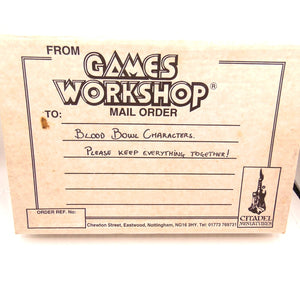 FROM
GAMES
WORKSHOP®
MAIL ORDER
TO:
BLOOD BOWL CHARACTERS.
PLEASE KEEP EVERYTHING TOGETHER!
ORDER REF. No:
CITADEL
MINIATURES
Chewton Street, Eastwood, Nottingham, NG16 3HY. Tel: 01773 769731